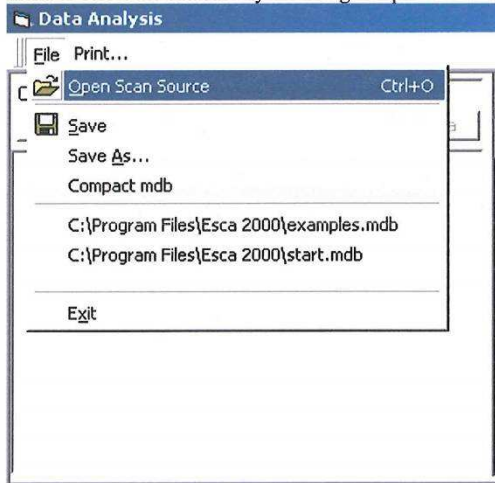 Data Analysis
File Print...
Open Scan Source Ctrl+O
Save
Save As...
Compact mdb
C:\Program Files\Esca 2000\examples.mdb
C:\Program Files\Esca 2000\start.mdb
Exit